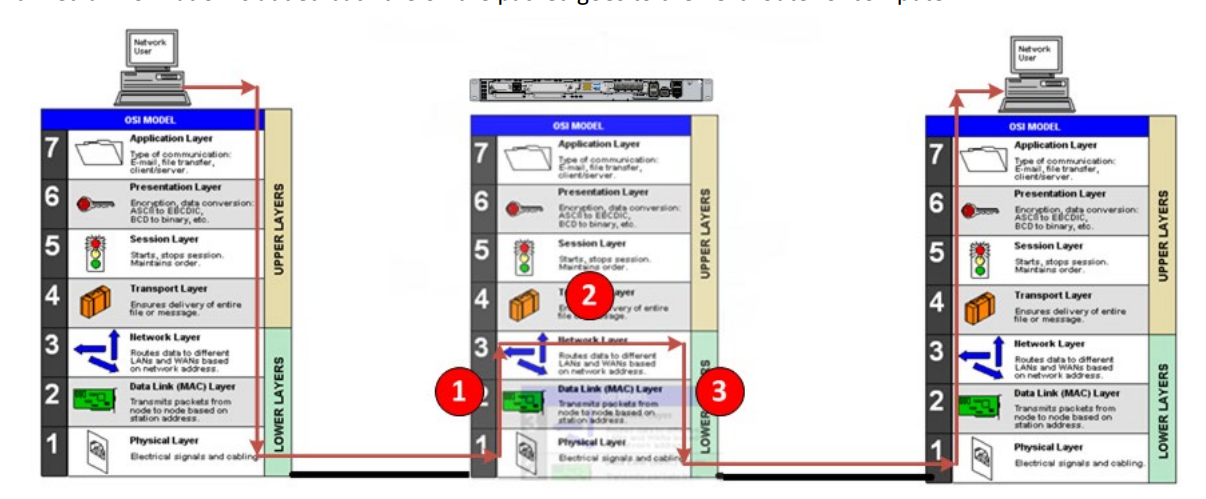 Network
User
OSI MODEL
7
Application Layer
Type of communication:
E-mail, file transfer,
client/server.
6
Presentation Layer
Encryption, data conversion:
ASCII to EBCDIC,
BCD to binary, etc.
5
Session Layer
Starts, stops session.
Maintains order.
4
Transport Layer
Ensures delivery of entire
file or message.
3
Network Layer
Routes data to different
LANs and WANs based
on network address.
2
Data Link (MAC) Layer
Transmits packets from
node to node based on
station address.
1
Physical Layer
Electrical signals and cabling.
UPPER LAYERS
LOWER LAYERS
OSI MODEL
7
Application Layer
Type of communication:
E-mail, file transfer,
client/server.
6
Presentation Layer
Encryption, data conversion:
ASCII to EBCDIC,
BCD to binary, etc.
5
Session Layer
Starts, stops session.
Maintains order.
4
2
Layer
Ensures delivery of entire
file or message.
3
Network Layer
Routes data to different
LANs and WANs based
on network address.
1
2
Data Link (MAC) Layer
Transmits packets from
node to node based on
station address.
3
1
Physical Layer
Electrical signals and cabling.
UPPER LAYERS
LOWER LAYERS
Network
User
OSI MODEL
7
Application Layer
Type of communication:
E-mail, file transfer,
client/server.
6
Presentation Layer
Encryption, data conversion:
ASCII to EBCDIC,
BCD to binary, etc.
5
Session Layer
Starts, stops session.
Maintains order.
4
Transport Layer
Ensures delivery of entire
file or message.
3
Network Layer
Routes data to different
LANs and WANs based
on network address.
2
Data Link (MAC) Layer
Transmits packets from
node to node based on
station address.
1
Physical Layer
Electrical signals and cabling.
UPPER LAYERS
LOWER LAYERS